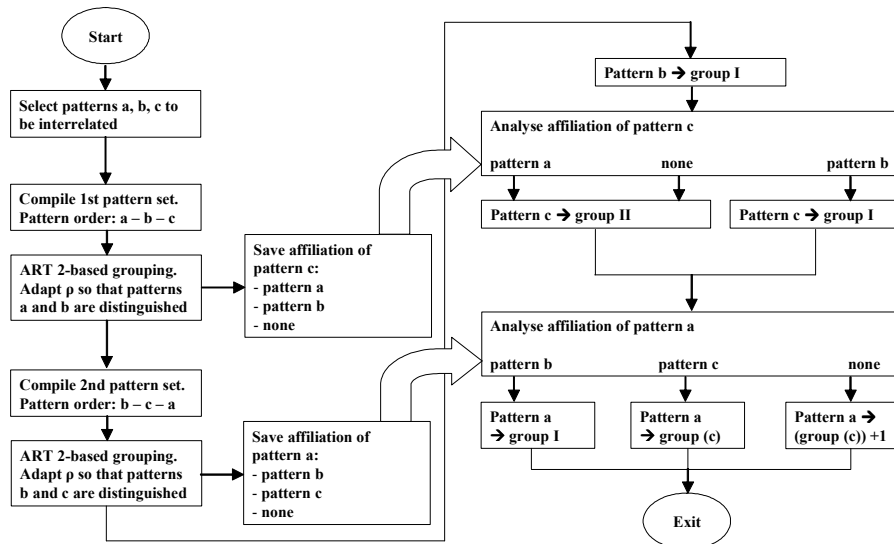 Start
Select patterns a, b, c to
be interrelated
Compile 1st pattern set.
Pattern order: a – b – c
ART 2-based grouping.
Adapt ρ so that patterns
a and b are distinguished
Save affiliation of
pattern c:
- pattern a
- pattern b
- none
Compile 2nd pattern set.
Pattern order: b – c – a
ART 2-based grouping.
Adapt ρ so that patterns
b and c are distinguished
Save affiliation of
pattern a:
- pattern b
- pattern c
- none
Pattern b → group I
Analyse affiliation of pattern c
pattern a none pattern b
Pattern c → group II
Pattern c → group I
Analyse affiliation of pattern a
pattern b pattern c none
Pattern a
→ group I
Pattern a
→ group (c)
Pattern a →
(group (c)) +1
Exit